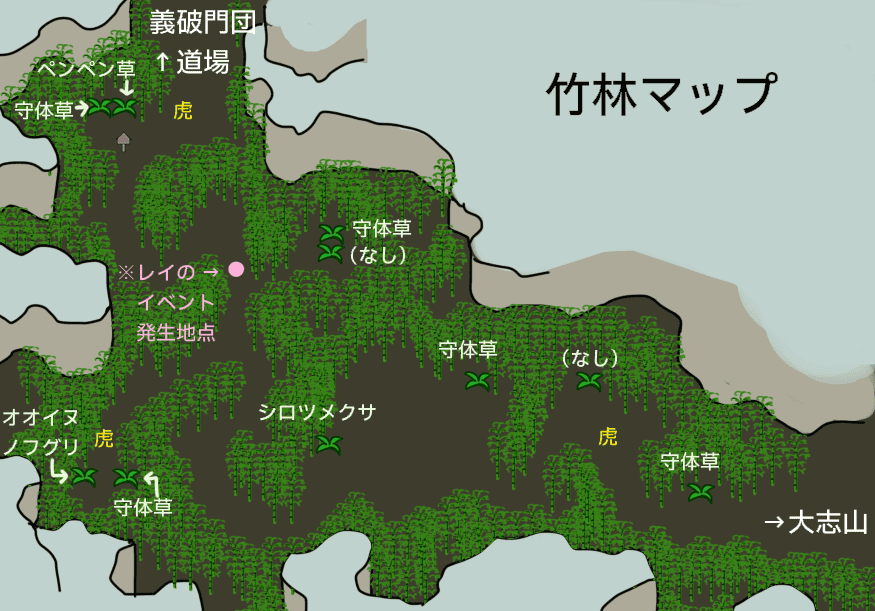 義破門団
↑道場
竹林マップ
ペンペン草
↓
守体草→
虎
守体草
（なし）
※レイの→
イベント
発生地点
守体草
（なし）
シロツメクサ
オオイヌ
ノフグリ
虎
虎
守体草
守体草
→大志山